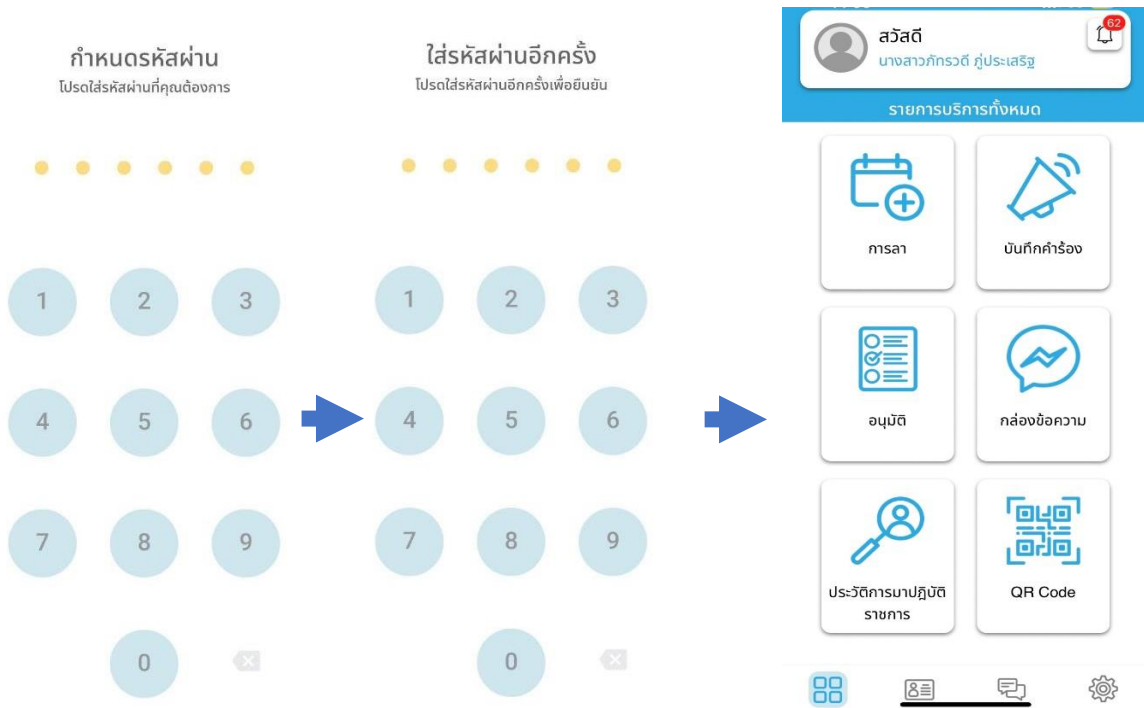 กำหนดรหัสผ่าน
โปรดใส่รหัสผ่านที่คุณต้องการ
1 2 3
4 5 6
7 8 9
0
ใส่รหัสผ่านอีกครั้ง
โปรดใส่รหัสผ่านอีกครั้งเพื่อยืนยัน
1 2 3
4 5 6
7 8 9
0
สวัสดี
62
นางสาวภัทรวดี ภู่ประเสริฐ
รายการบริการทั้งหมด
การลา
บันทึกคำร้อง
อนุมัติ
กล่องข้อความ
ประวัติการมาปฎิบัติ
ราชการ
QR Code